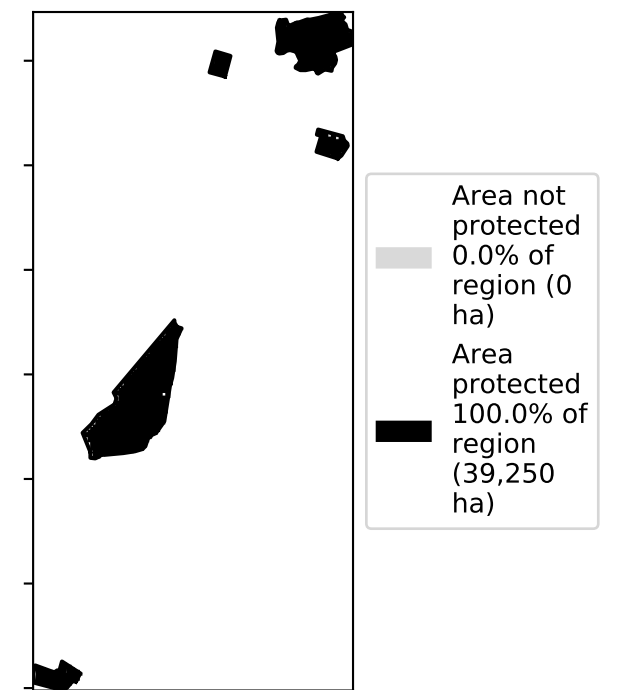 Area not
protected
0.0% of
region (0
ha)
Area
protected
100.0% of
region
(39,250
ha)